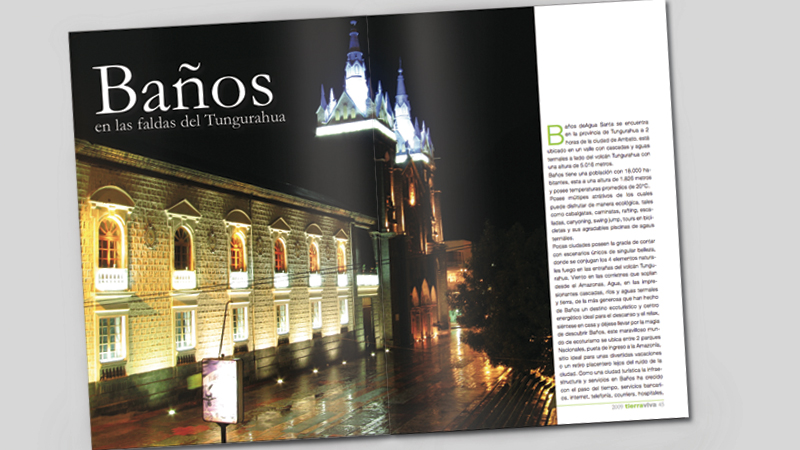 Baños
en las faldas del Tungurahua
Baños deAgua Santa se encuentra
en la provincia de Tungurahua a 2
horas de la ciudad de Ambato, está
ubicado en un valle con cascadas y aguas
termales a lado del volcán Tungurahua con
una altura de 5.016 metros.
Baños tiene una población con 18.000 ha-
bitantes, esta a una altura de 1.826 metros
y posee temperaturas promedios de 20°C.
Posee múltiples atrátivos de los cuales
puede disfrutar de manera ecológica, tales
como cabalgatas, caminatas, rafting, esca-
ladas, canyoning, swing jump, tours en bici-
cletas y sus agradables piscinas de aguas
termales.
Pocas ciudades poseen la gracia de contar
con escenarios únicos de singular belleza,
donde se conjugan los 4 elementos natura-
les fuego en las entrañas del volcán Tungu-
rahua, Viento en las corrientes que soplan
desde el Amazonas, Agua, en las impre-
sionantes cascadas, ríos y aguas termales
y tierra, de la más generosa que han hecho
de Baños un destino ecoturístico y centro
energético ideal para el descanso y el relax,
siéntase en casa y déjese llevar por la magia
de descubrir Baños, este maravilloso mun-
do de ecoturismo se ubica entre 2 parques
Nacionales, puerta de ingreso a la Amazonía,
sitio ideal para unas divertidas vacaciones
o un retiro placentero lejos del ruido de la
ciudad. Como una ciudad turística la infrae-
structura y servicios en Baños ha crecido
con el paso del tiempo, servicios bancari-
os, internet, telefonía, couriers, hospitales,
tierraviva